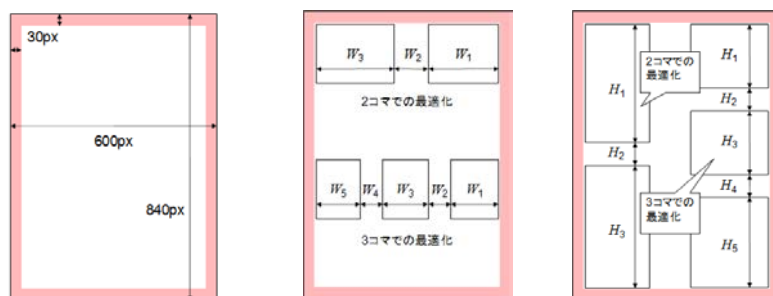 30px
600px
840px
W3 W2 W1
2コマでの最適化
W5 W4 W3 W2 W1
3コマでの最適化
H1
H2
H3
2コマでの
最適化
3コマでの
最適化
H1
H2
H3
H4
H5